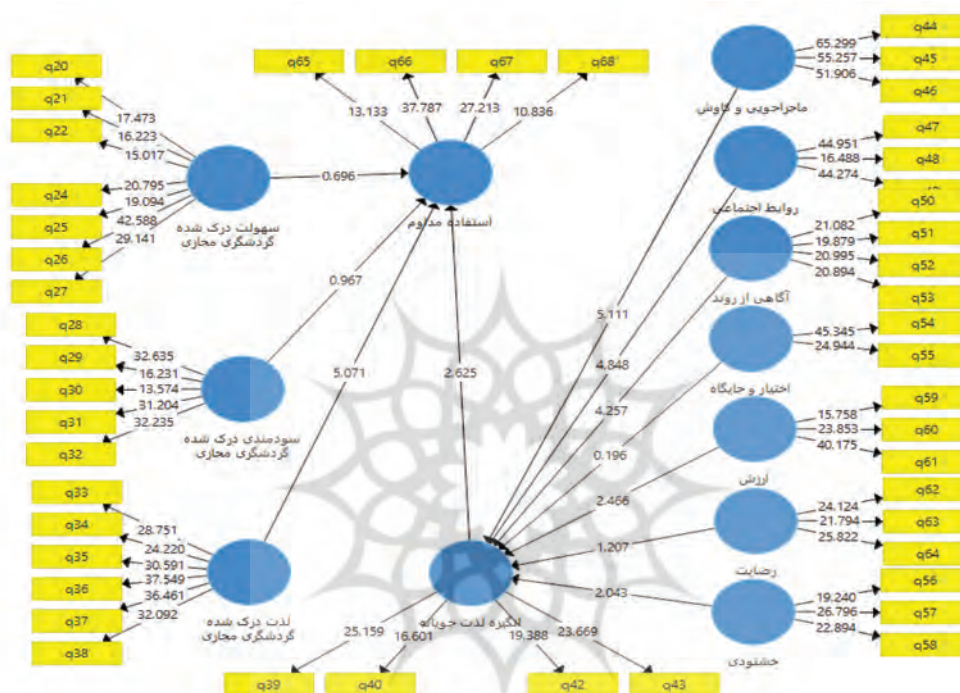 q20
q21
q22
q24
q25
q26
q27
17.473
16.223
15.017
20.795
19.094
42.588
29.141
سهولت درک شده
گردشگری مجازی
q28
q29
q30
q31
q32
32.635
16.231
13.574
31.204
32.235
سودمندی درک شده
گردشگری مجازی
q33
q34
q35
q36
q37
q38
28.751
24.220
30.591
37.549
36.461
32.092
لذت درک شده
گردشگری مجازی
q65
q66
q67
q68
13.133
37.787
27.213
10.836
استفاده مداوم
0.696
0.967
5.071
2.625
5.111
4.848
4.257
0.196
2.466
1.207
2.043
انگیزه لذت جویانه
25.159
16.601
19.388
23.669
q39
q40
q42
q43
q44
q45
q46
65.299
55.257
51.906
ماجراجویی و کاوش
q47
q48
44.951
16.488
44.274
روابط اجتماعی
q50
q51
q52
q53
21.082
19.879
20.995
20.894
آگاهی از روند
q54
q55
45.345
24.944
اختیار و جایگاه
q59
q60
q61
15.758
23.853
40.175
ارزش
q62
q63
q64
24.124
21.794
25.822
رضایت
q56
q57
q58
19.240
26.796
22.894
خشنودی